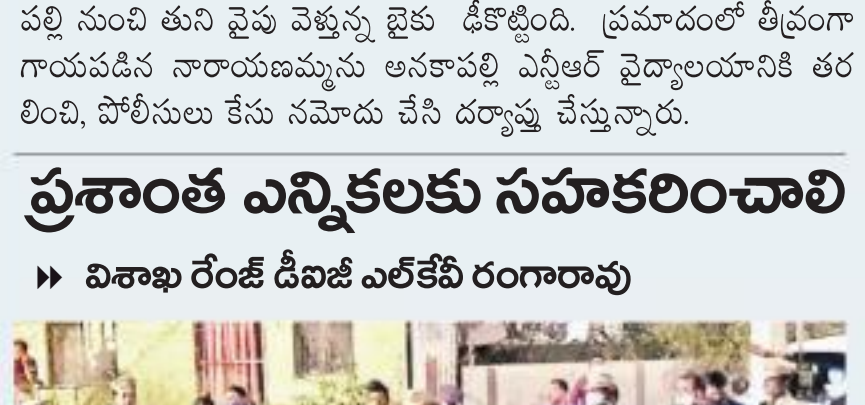 పల్లి నుంచి తుని వైపు వెళ్తున్న బైకు ఢీకొట్టింది. ప్రమాదంలో తీవ్రంగా
గాయపడిన నారాయణమ్మను అనకాపల్లి ఎన్టీఆర్ వైద్యాలయానికి తర
లించి, పోలీసులు కేసు నమోదు చేసి దర్యాప్తు చేస్తున్నారు.
ప్రశాంత ఎన్నికలకు సహకరించాలి
విశాఖ రేంజ్ డీఐజీ ఎల్‌కేవీ రంగారావు